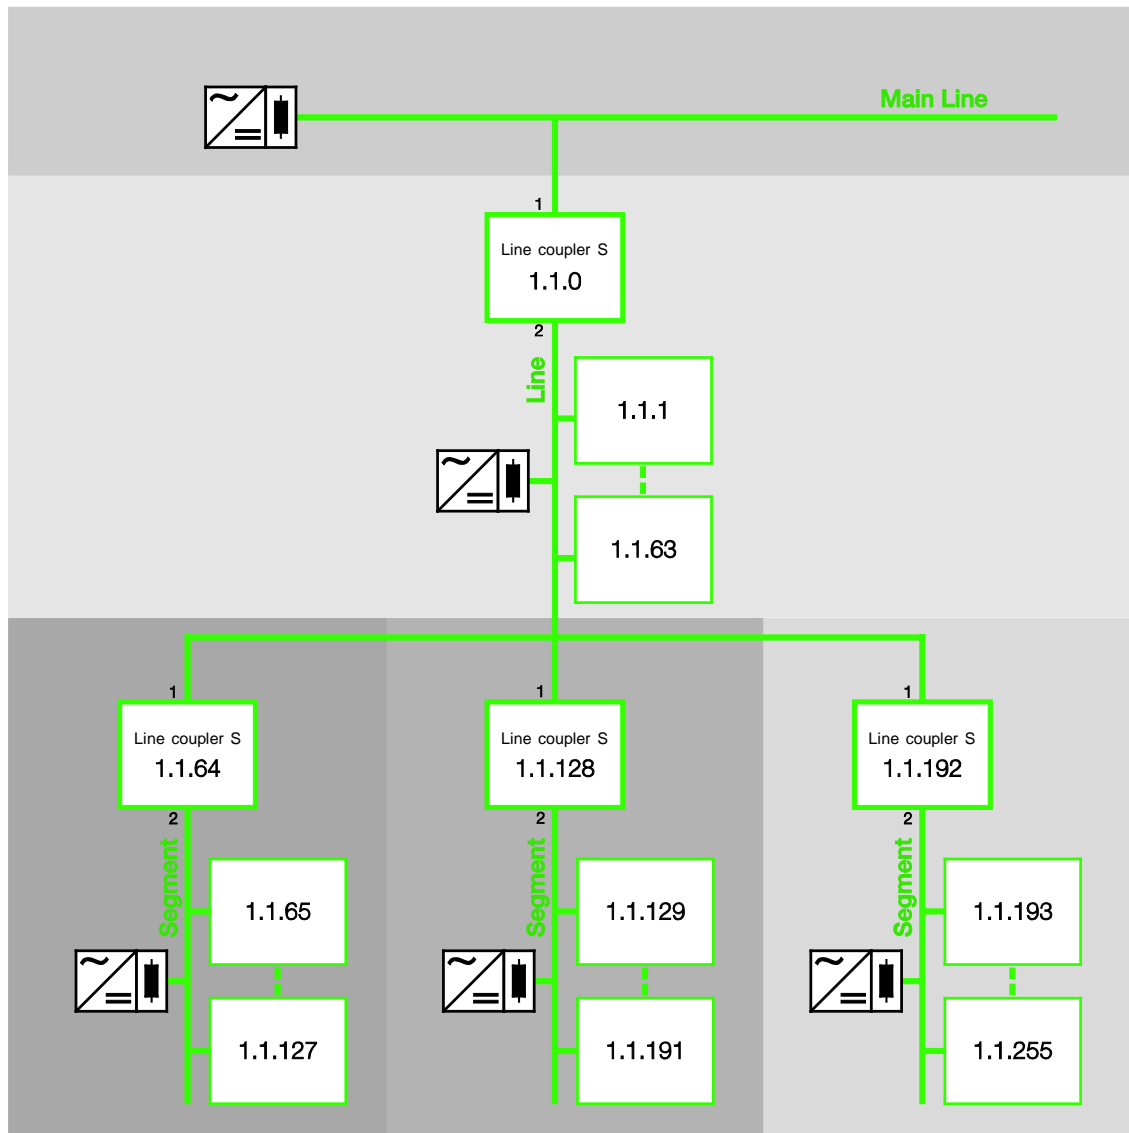 Main Line
1
Line coupler S
1.1.0
2
Line
1.1.1
1.1.63
1
Line coupler S
1.1.64
2
Segment
1.1.65
1.1.127
1
Line coupler S
1.1.128
2
Segment
1.1.129
1.1.191
1
Line coupler S
1.1.192
2
Segment
1.1.193
1.1.255